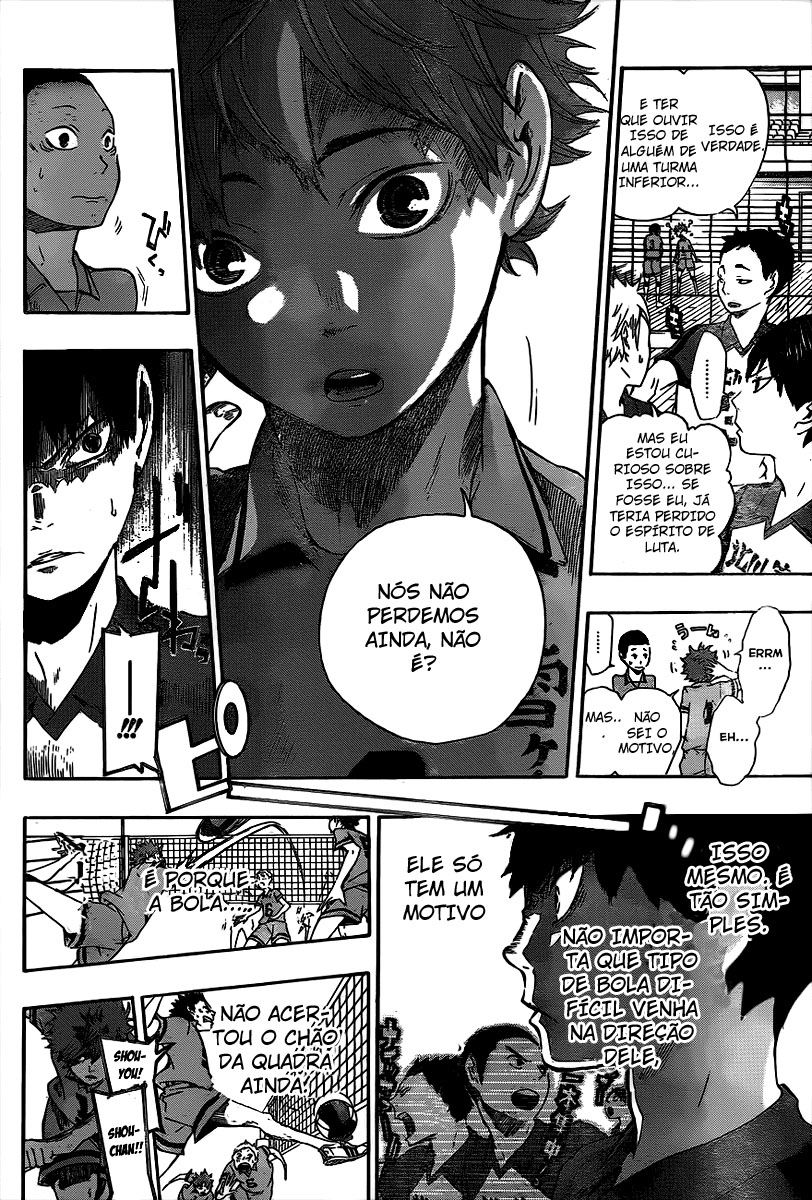 ISSO É
VERDADE.
E TER
QUE OUVIR
ISSO DE
ALGUÉM DE
UMA TURMA
INFERIOR...
........
MAS EU
ESTOU CU-
RIOSO SOBRE
ISSO... SE
FOSSE EU, JÁ
TERIA PERDIDO
O ESPÍRITO DE
LUTA.
ERRM
...
EH...
うーん
........
MAS..
.
NÃO
SEI O
MOTIVO.
NÓS NÃO
PERDEMOS
AINDA, NÃO
É?
—!!!
ISSO
MESMO. É
TÃO SIM-
PLES.
NÃO IMPOR-
TA QUE TIPO
DE BOLA DI-
FÍCIL VENHA
NA DIREÇÃO
DELE,
ELE SÓ
TEM UM
MOTIVO
É PORQUE
A BOLA
NÃO ACER-
TOU O CHÃO
DA QUADRA
AINDA?
SHOU-
YOU!
SHOU-
CHAN!!